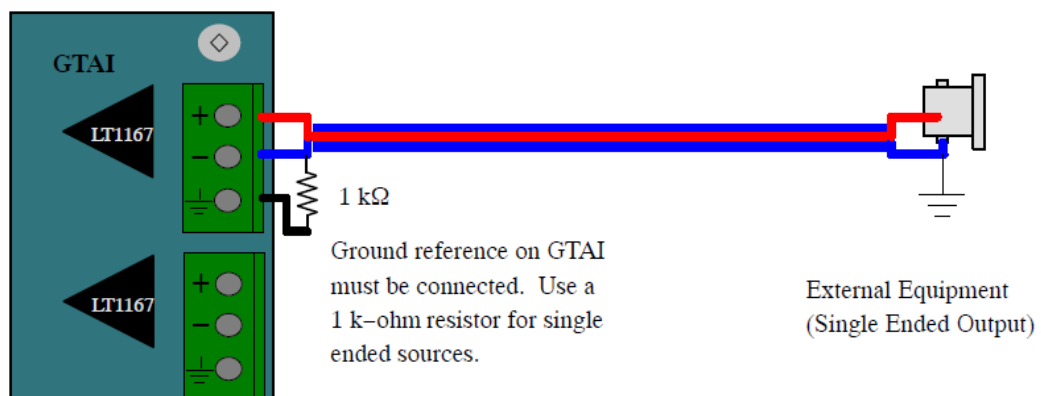 GTAI
LT1167
+
−
1 kΩ
Ground reference on GTAI
must be connected. Use a
1 k−ohm resistor for single
ended sources.
LT1167
+
−
External Equipment
(Single Ended Output)